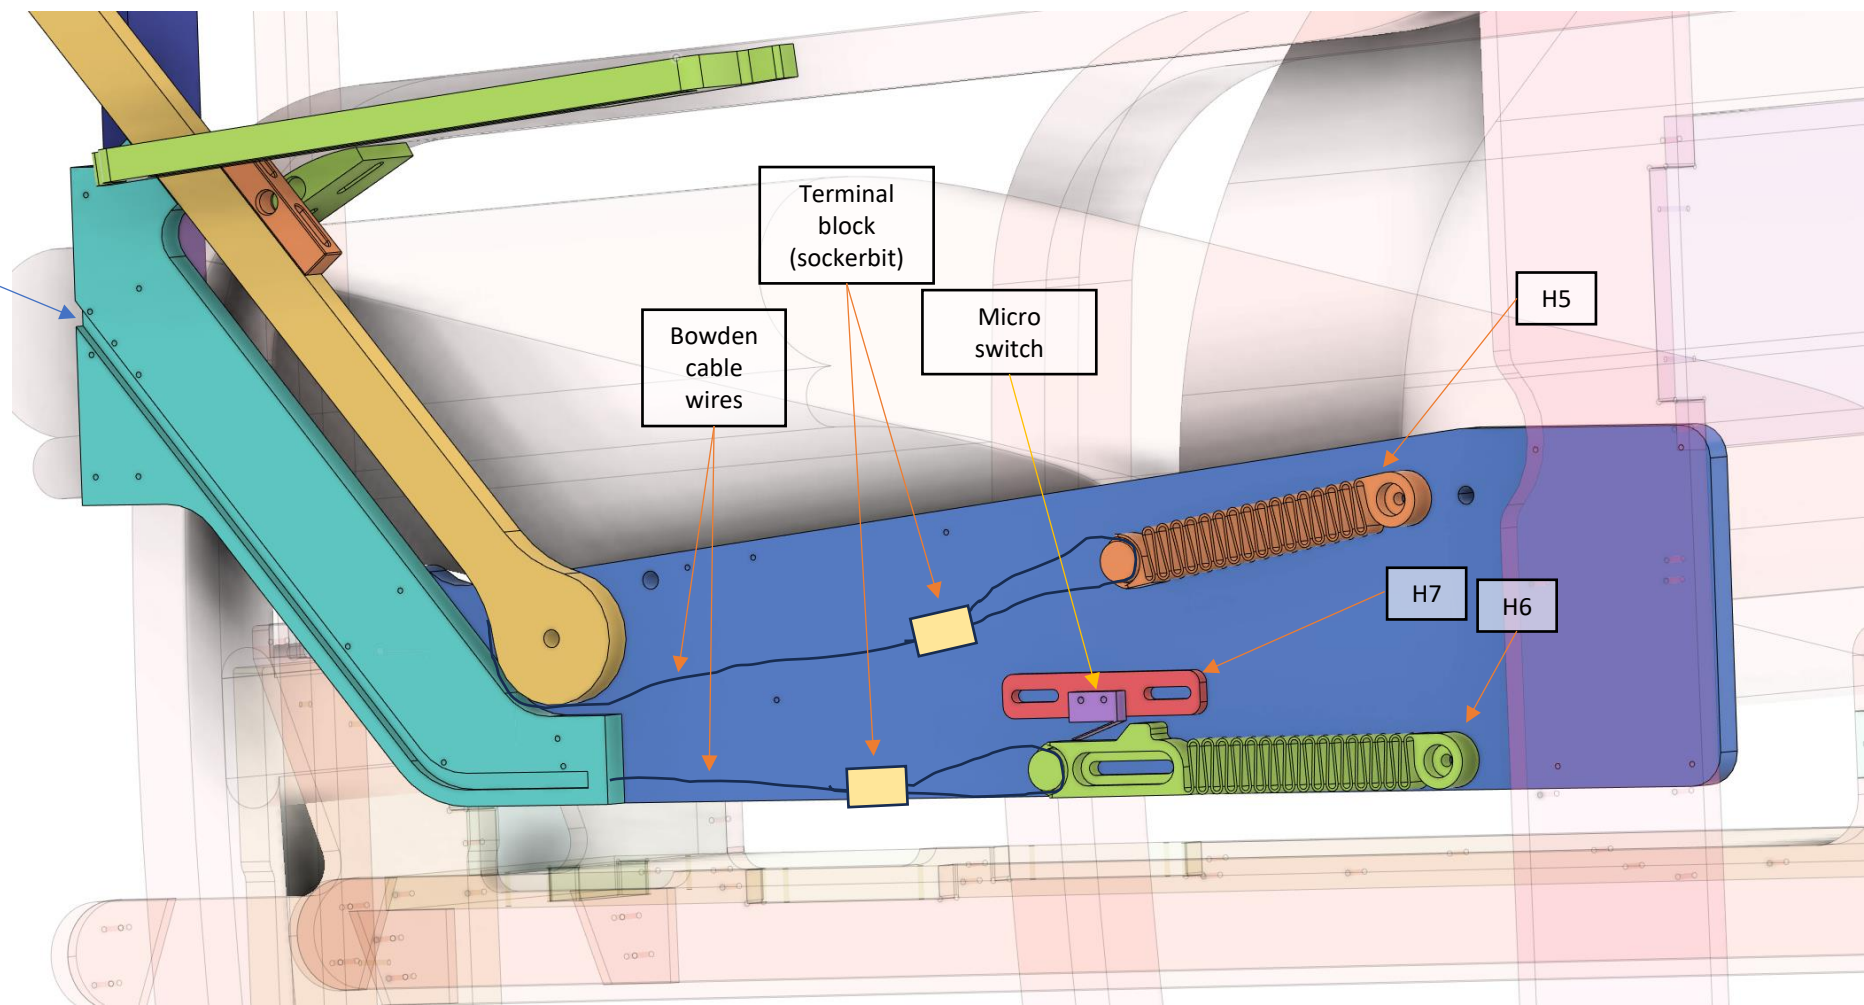 Terminal
block
(sockerbit)
Micro
switch
H5
Bowden
cable
wires
H7
H6